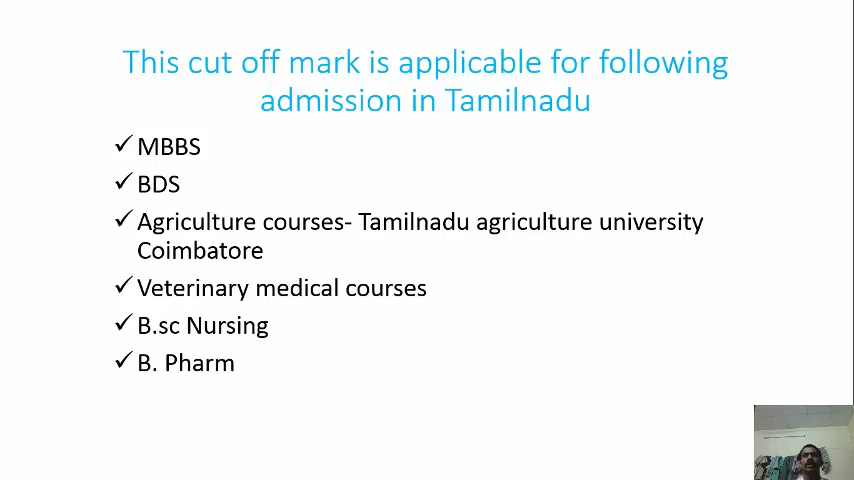 This cut off mark is applicable for following
admission in Tamilnadu
✓ MBBS
✓ BDS
✓ Agriculture courses- Tamilnadu agriculture university
Coimbatore
✓ Veterinary medical courses
✓ B.sc Nursing
✓ B. Pharm